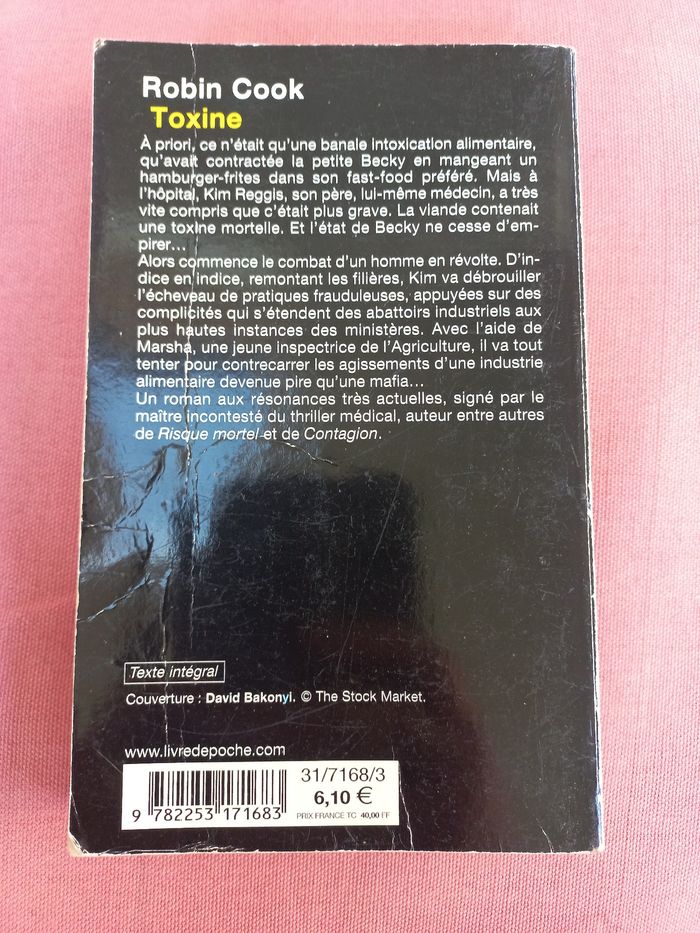 Robin Cook
Toxine
À priori, ce n'était qu'une banale intoxication alimentaire,
qu'avait contractée la petite Becky en mangeant un
hamburger-frites dans son fast-food préféré. Mais à
l'hôpital, Kim Reggis, son père, lui-même médecin, a très
vite compris que c'était plus grave. La viande contenait
une toxine mortelle. Et l'état de Becky ne cesse d'em-
pirer...
Alors commence le combat d'un homme en révolte. D'in-
dice en indice, remontant les filières, Kim va débrouiller
l'écheveau de pratiques frauduleuses, appuyées sur des
complicités qui s'étendent des abattoirs industriels aux
plus hautes instances des ministères. Avec l'aide de
Marsha, une jeune inspectrice de l'Agriculture, il va tout
tenter pour contrecarrer les agissements d'une industrie
alimentaire devenue pire qu'une mafia...
Un roman aux résonances très actuelles, signé par le
maître incontesté du thriller médical, auteur entre autres
de Risque mortel et de Contagion.
Texte intégral
Couverture : David Bakonyi. © The Stock Market.
www.livredepoche.com
31/7168/3
6,10 €
PRIX FRANCE TC 40,00 FF
9 782253 171683